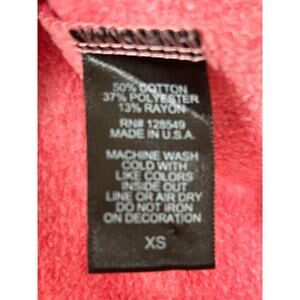 50% COTTON
37% POLYESTER
13% RAYON
RN# 128549
MADE IN U.S.A.
MACHINE WASH
COLD WITH
LIKE COLORS
INSIDE OUT
LINE OR AIR DRY
DO NOT IRON
ON DECORATION
XS